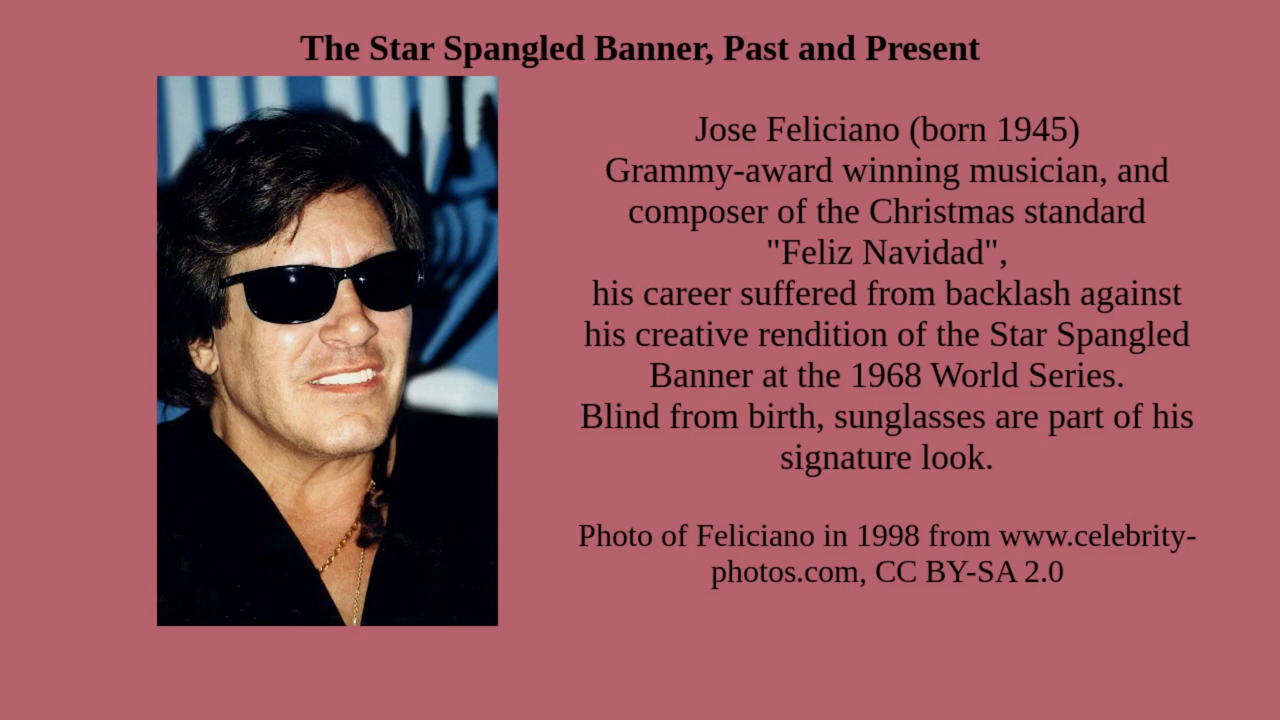 The Star Spangled Banner, Past and Present
Jose Feliciano (born 1945)
Grammy-award winning musician, and
composer of the Christmas standard
"Feliz Navidad",
his career suffered from backlash against
his creative rendition of the Star Spangled
Banner at the 1968 World Series.
Blind from birth, sunglasses are part of his
signature look.
Photo of Feliciano in 1998 from www.celebrity-
photos.com, CC BY-SA 2.0